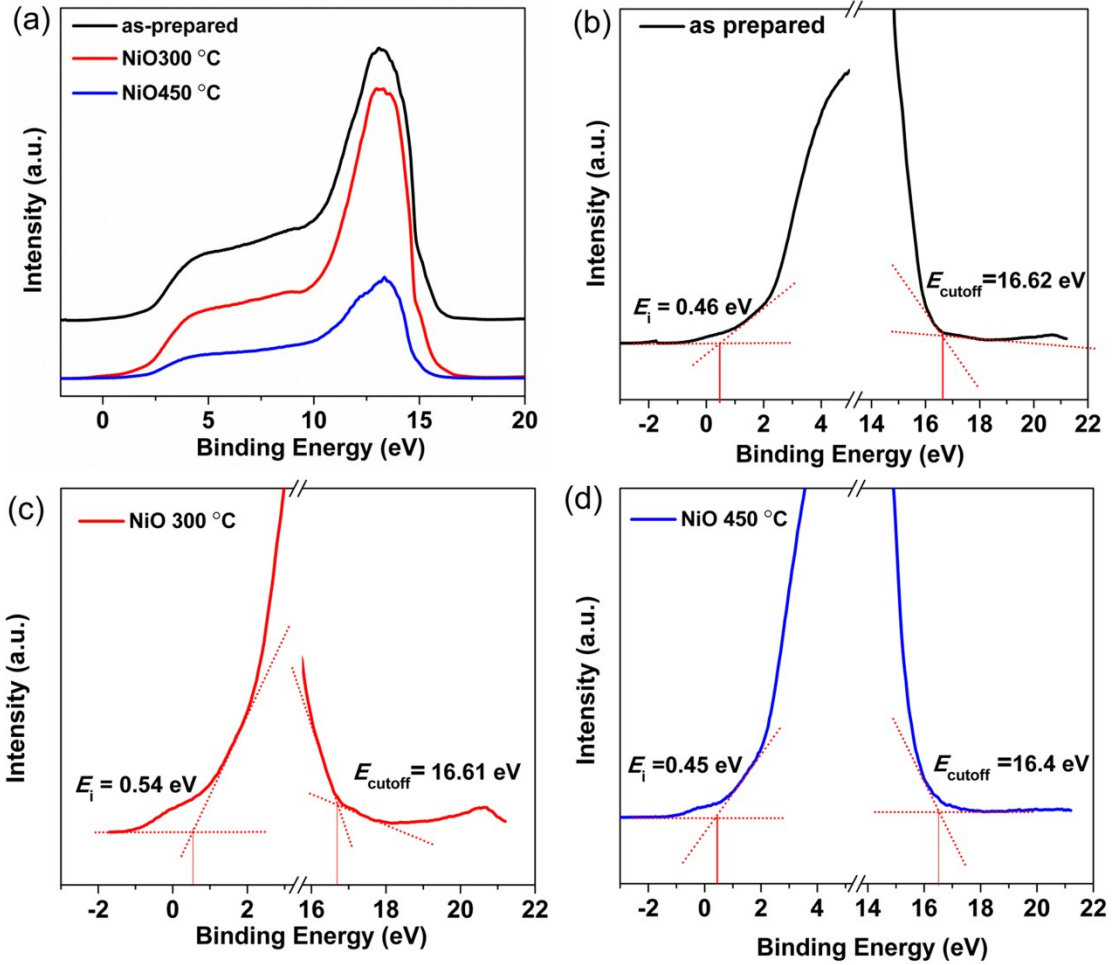 (a)
as-prepared
NiO300 °C
NiO450 °C
Intensity (a.u.)
0 5 10 15 20
Binding Energy (eV)
(b)
as prepared
Intensity (a.u.)
Ei = 0.46 eV
Ecutoff=16.62 eV
-2 0 2 4 14 16 18 20 22
Binding Energy (eV)
(c)
NiO 300 °C
Intensity (a.u.)
Ei = 0.54 eV
Ecutoff= 16.61 eV
-2 0 2 16 18 20 22
Binding Energy (eV)
(d)
NiO 450 °C
Intensity (a.u.)
Ei =0.45 eV
Ecutoff =16.4 eV
-2 0 2 4 14 16 18 20 22
Binding Energy (eV)